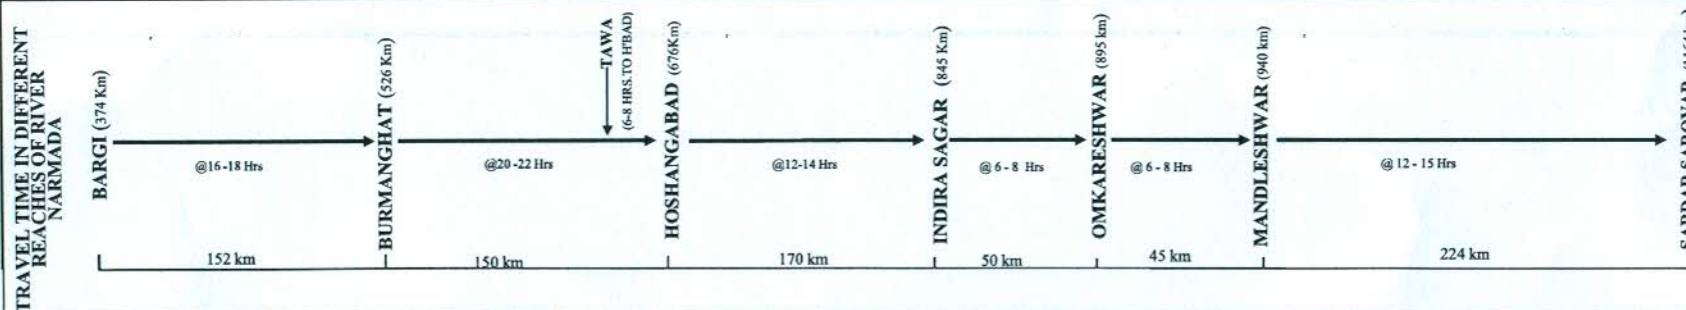 TRAVEL TIME IN DIFFERENT
REACHES OF RIVER
NARMADA
BARGI (374 Km)
@16-18 Hrs
BURMANGHAT (526 Km)
@20-22 Hrs
TAWA
(6-8 HRS.TO H'BAD)
HOSHANGABAD (676Km)
@12-14 Hrs
INDIRA SAGAR (845 Km)
@ 6 - 8 Hrs
OMKARESHWAR (895 km)
@ 6 - 8 Hrs
MANDLESHWAR (940 km)
@ 12 - 15 Hrs
152 km
150 km
170 km
50 km
45 km
224 km